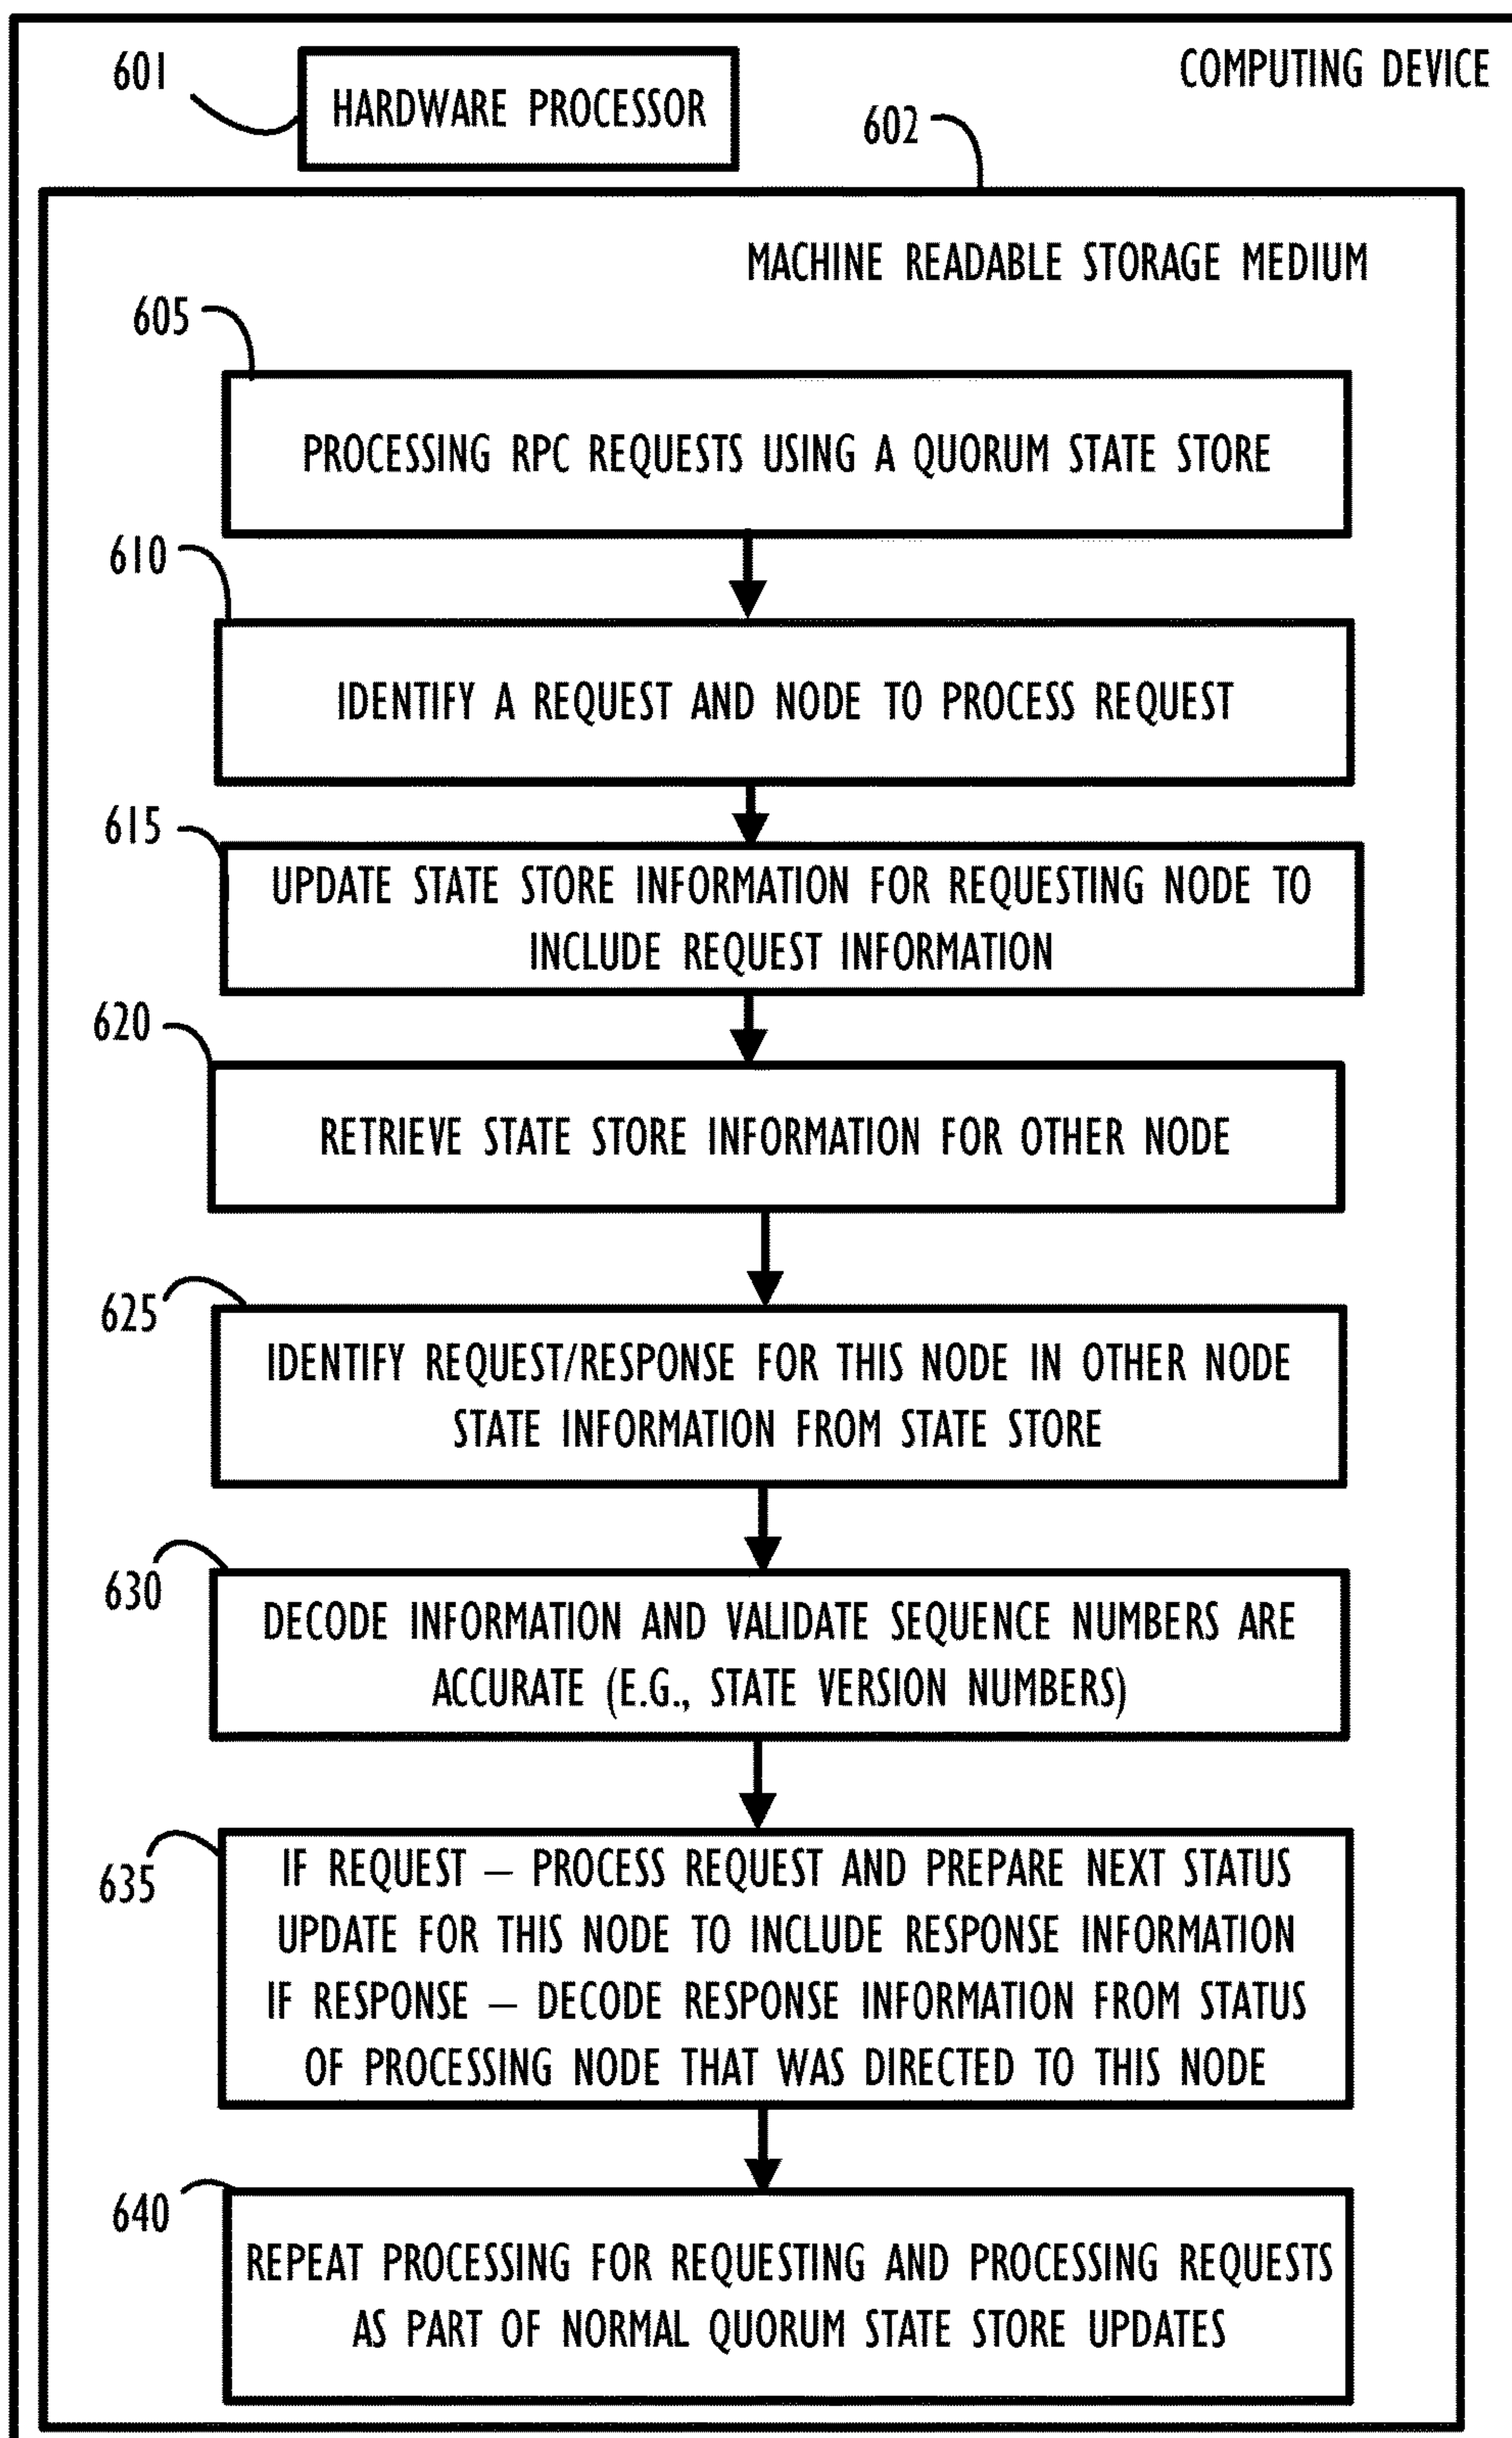 601
HARDWARE PROCESSOR
COMPUTING DEVICE
602
MACHINE READABLE STORAGE MEDIUM
605
PROCESSING RPC REQUESTS USING A QUORUM STATE STORE
610
IDENTIFY A REQUEST AND NODE TO PROCESS REQUEST
615
UPDATE STATE STORE INFORMATION FOR REQUESTING NODE TO
INCLUDE REQUEST INFORMATION
620
RETRIEVE STATE STORE INFORMATION FOR OTHER NODE
625
IDENTIFY REQUEST/RESPONSE FOR THIS NODE IN OTHER NODE
STATE INFORMATION FROM STATE STORE
630
DECODE INFORMATION AND VALIDATE SEQUENCE NUMBERS ARE
ACCURATE (E.G., STATE VERSION NUMBERS)
635
IF REQUEST – PROCESS REQUEST AND PREPARE NEXT STATUS
UPDATE FOR THIS NODE TO INCLUDE RESPONSE INFORMATION
IF RESPONSE – DECODE RESPONSE INFORMATION FROM STATUS
OF PROCESSING NODE THAT WAS DIRECTED TO THIS NODE
640
REPEAT PROCESSING FOR REQUESTING AND PROCESSING REQUESTS
AS PART OF NORMAL QUORUM STATE STORE UPDATES